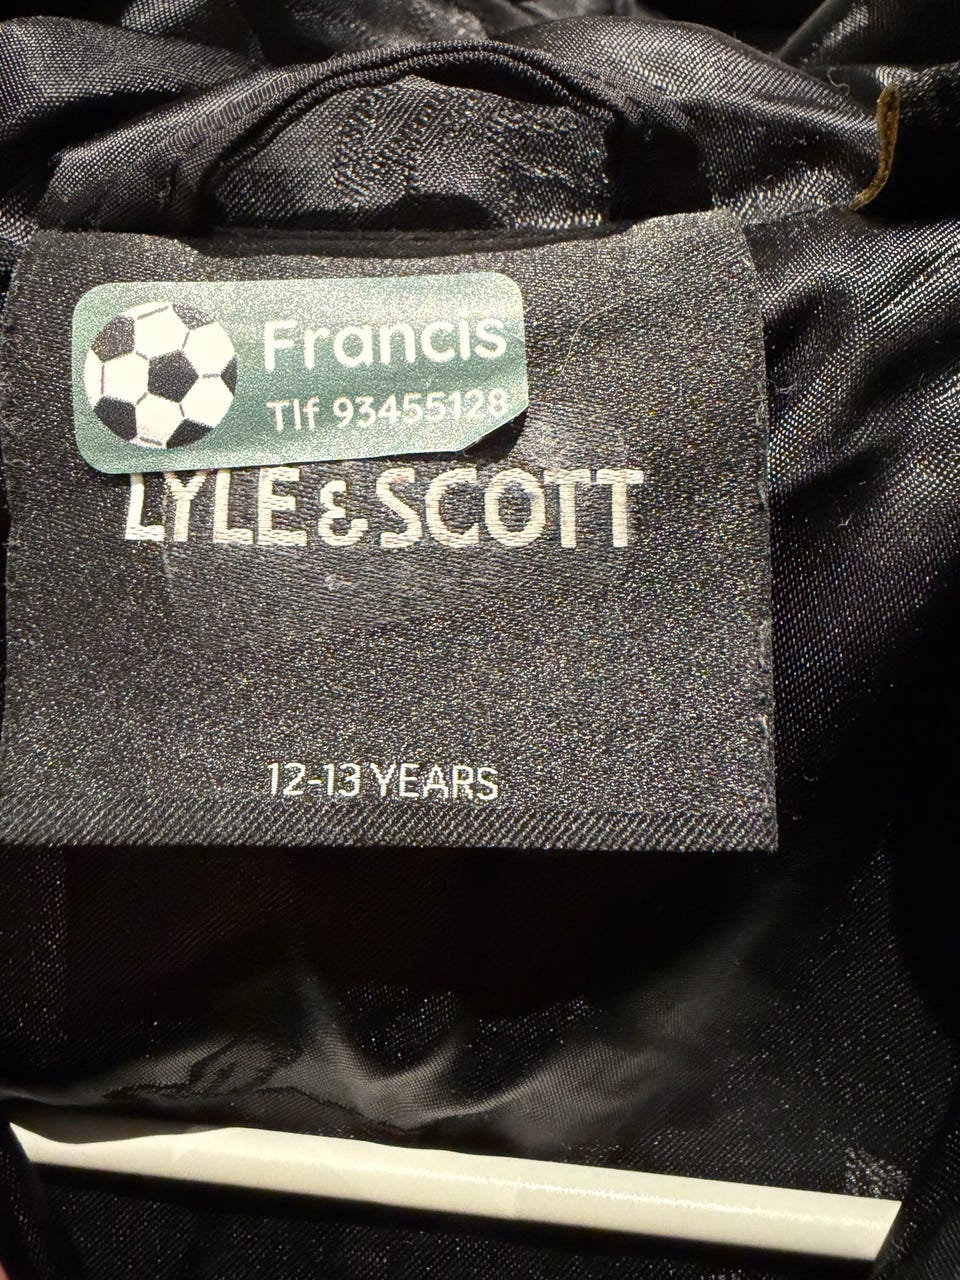 Francis
Tlf 93455128
LYLE & SCOTT
12-13 YEARS